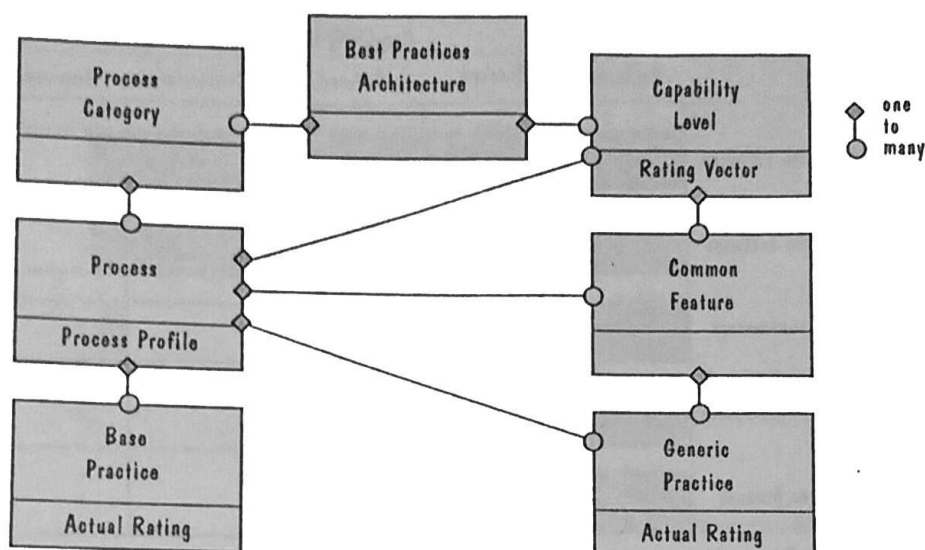 Process
Category
Best Practices
Architecture
Capability
Level
Rating Vector
one
to
many
Process
Process Profile
Common
Feature
Base
Practice
Actual Rating
Generic
Practice
Actual Rating